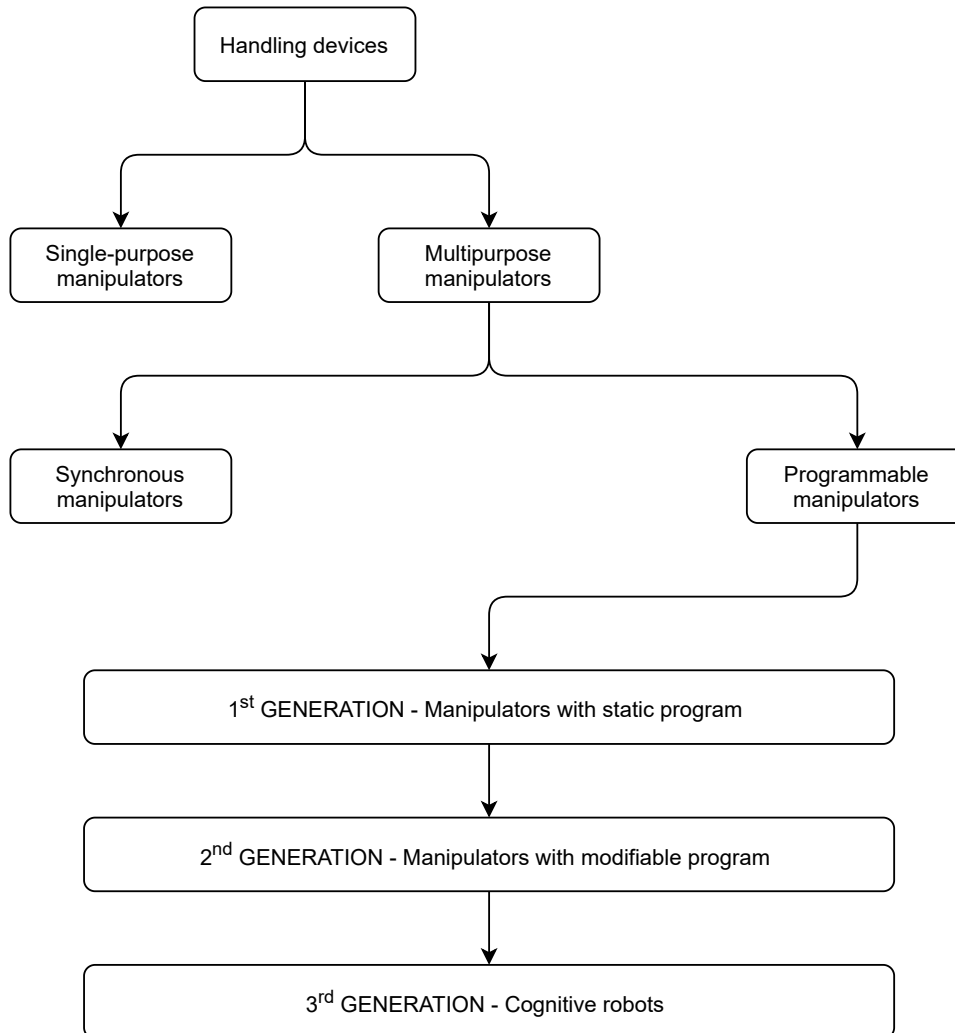 Handling devices
Single-purpose
manipulators
Multipurpose
manipulators
Synchronous
manipulators
Programmable
manipulators
1st GENERATION - Manipulators with static program
2nd GENERATION - Manipulators with modifiable program
3rd GENERATION - Cognitive robots